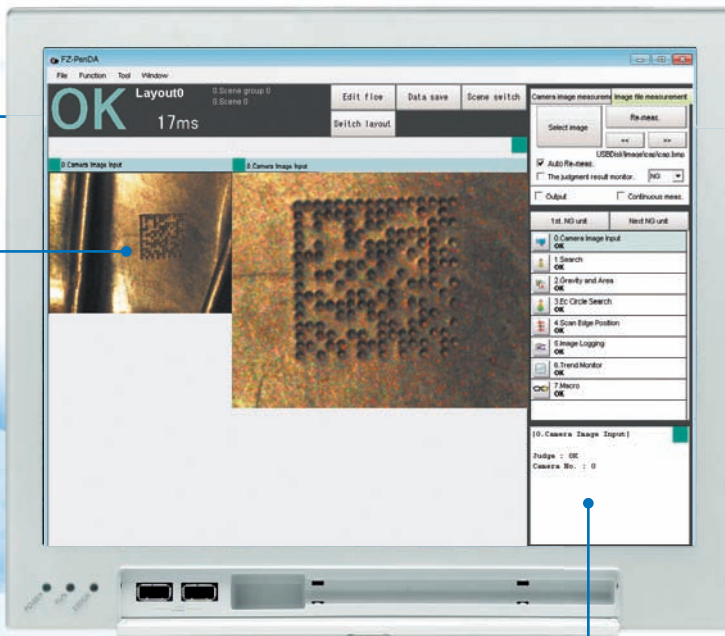 FZ-PanDA
File Function Tool Window
OK
Layout0
17ms
0.Scene group 0
0.Scene 0
Edit flow
Data save
Scene switch
Switch layout
Camera image measurem
Image file measurement
Select image
Re-meas.
<< >>
USBDisk\Image\cap\cap.bmp
Auto Re-meas.
The judgment result monitor.
NG
Output
Continuous meas.
0.Camera Image Input
0.Camera Image Input
1st. NG unit
Next NG unit
0.Camera Image Input
OK
1.Search
OK
2.Gravity and Area
OK
3.Ec Circle Search
OK
4.Scan Edge Position
OK
5.Image Logging
OK
6.Trend Monitor
OK
7.Macro
OK
[0.Camera Image Input]
Judge : OK
Camera No. : 0
POWER
RUN
ERROR